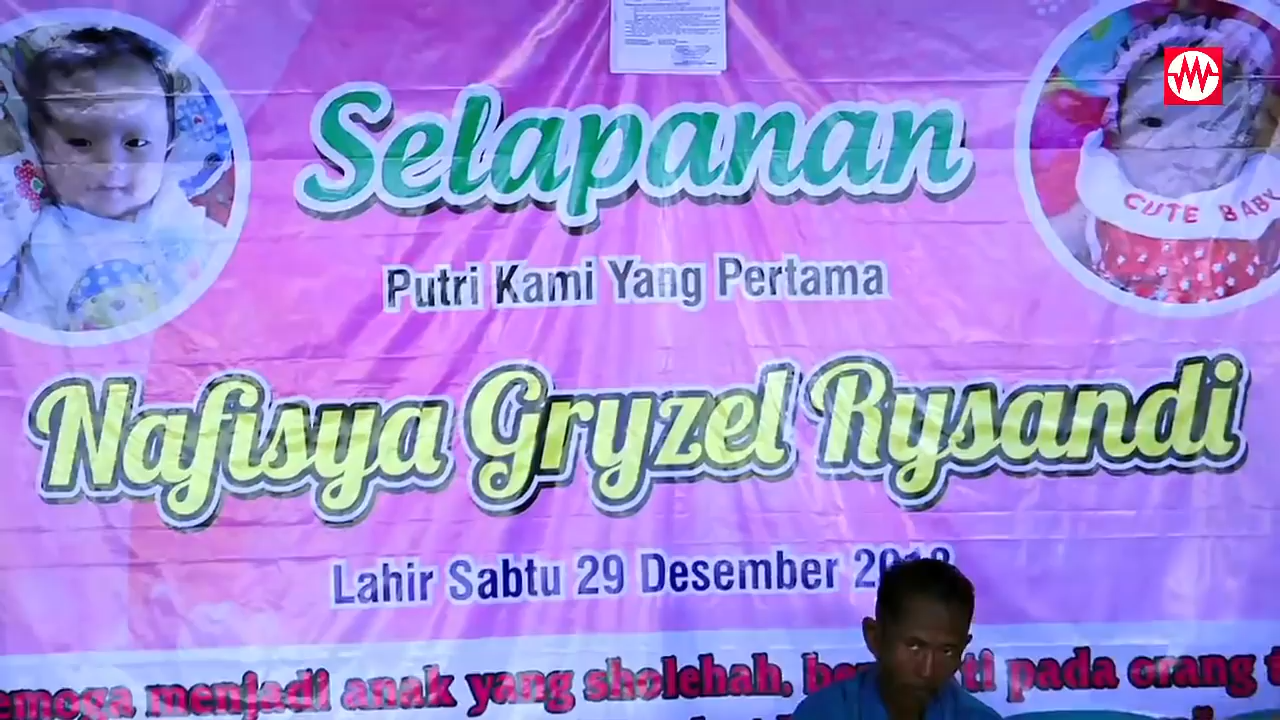 Selapanan
CUTE BABY
Putri Kami Yang Pertama
Nafisya Gryzel Rysandi
Lahir Sabtu 29 Desember
emoga menjadi anak yang sholehah, pada orang